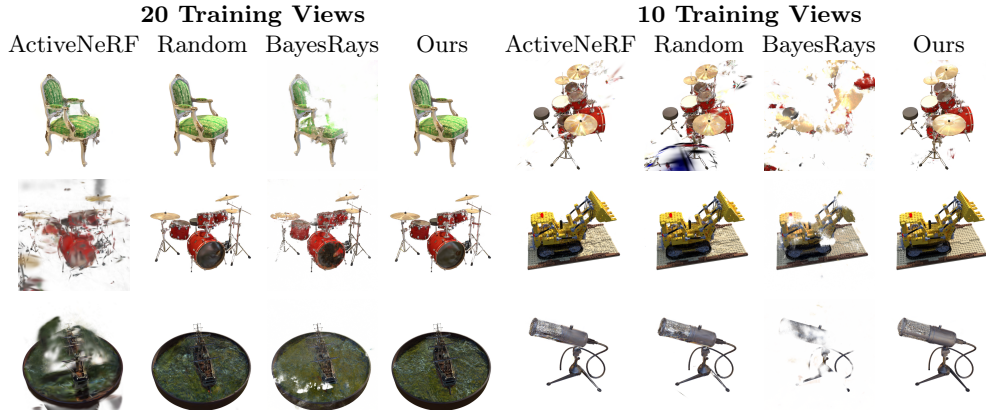 20 Training Views 10 Training Views
ActiveNeRF Random BayesRays Ours ActiveNeRF Random BayesRays Ours